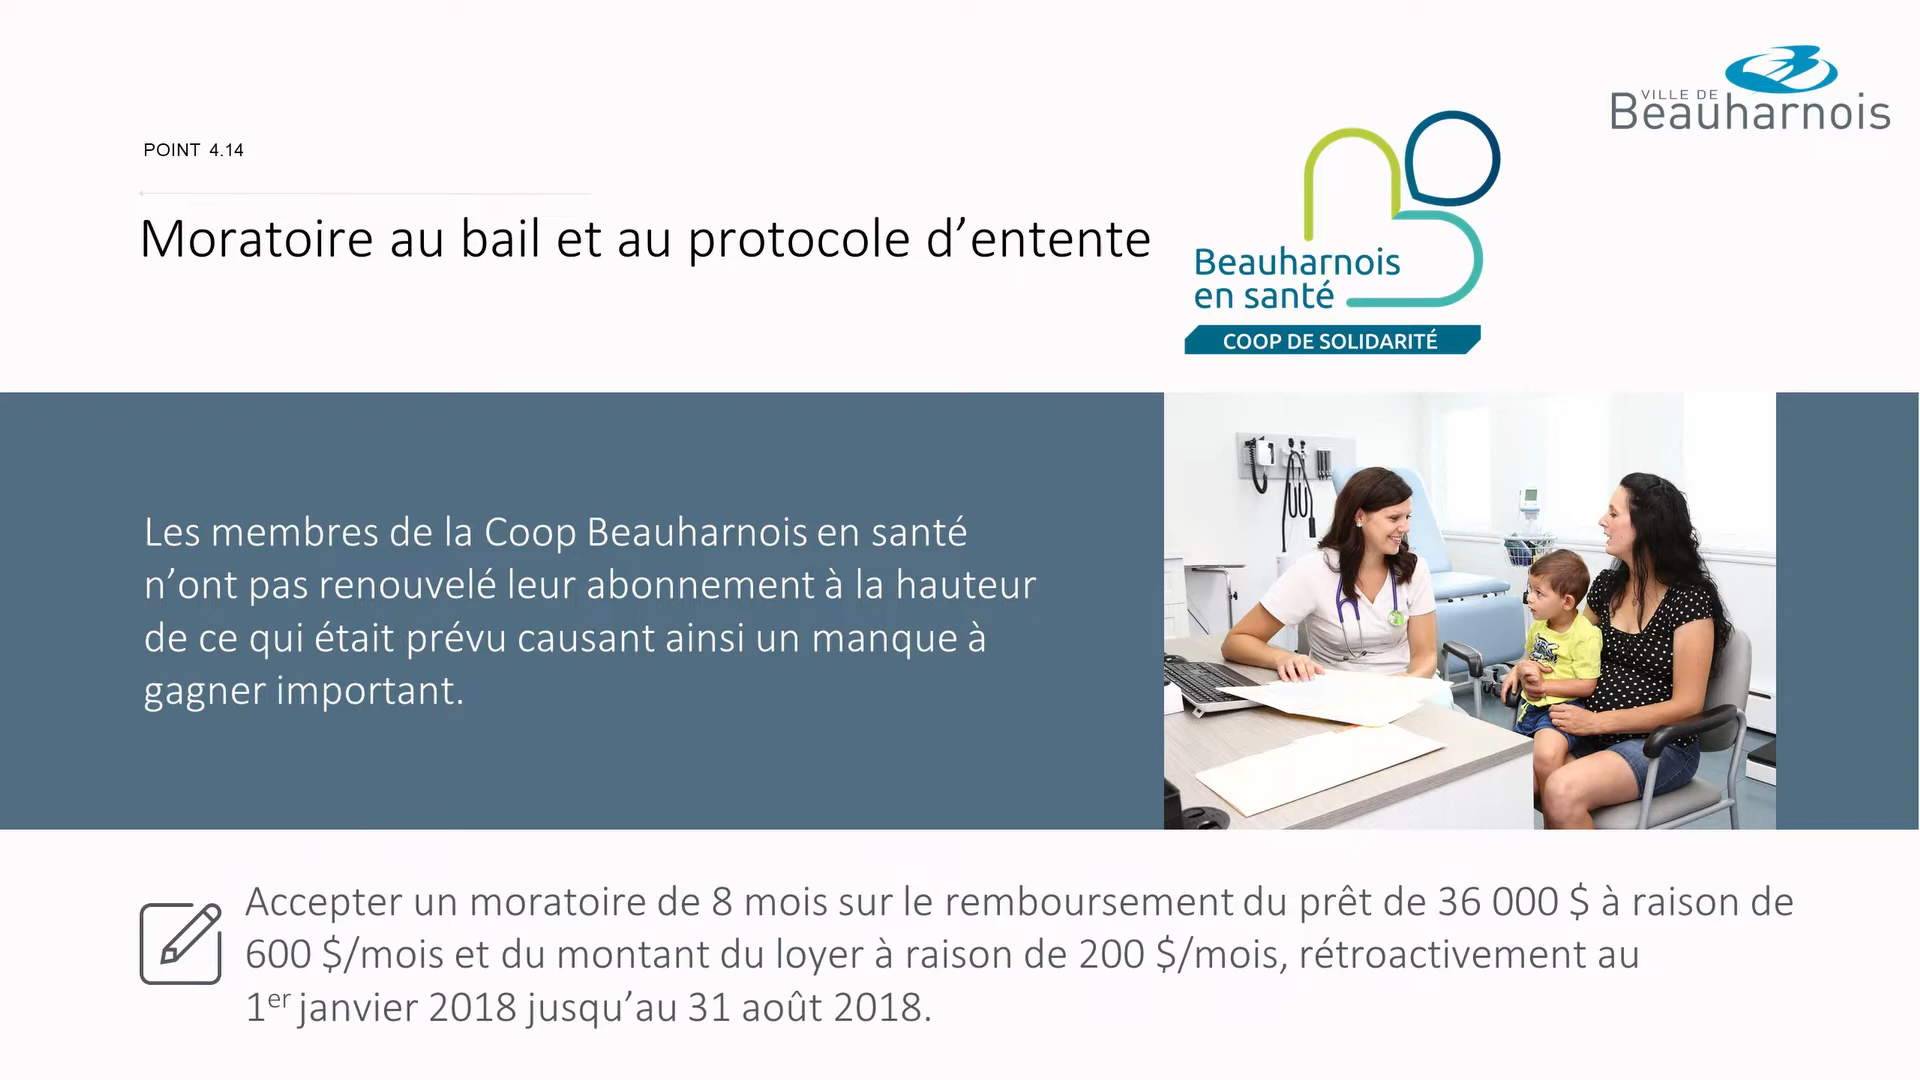 VILLE DE
Beauharnois
POINT 4.14
Moratoire au bail et au protocole d’entente
Beauharnois
en santé
COOP DE SOLIDARITÉ
Les membres de la Coop Beauharnois en santé
n’ont pas renouvelé leur abonnement à la hauteur
de ce qui était prévu causant ainsi un manque à
gagner important.
Accepter un moratoire de 8 mois sur le remboursement du prêt de 36 000 $ à raison de
600 $/mois et du montant du loyer à raison de 200 $/mois, rétroactivement au
1er janvier 2018 jusqu’au 31 août 2018.